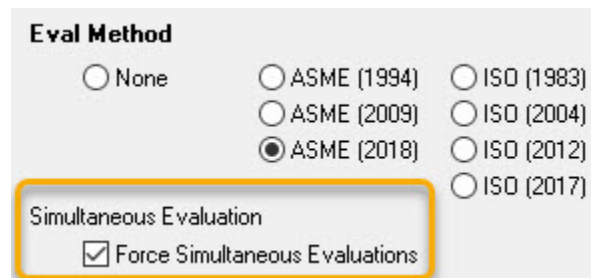 Eval Method
None
ASME (1994)
ISO (1983)
ASME (2009)
ISO (2004)
ASME (2018)
ISO (2012)
ISO (2017)
Simultaneous Evaluation
Force Simultaneous Evaluations